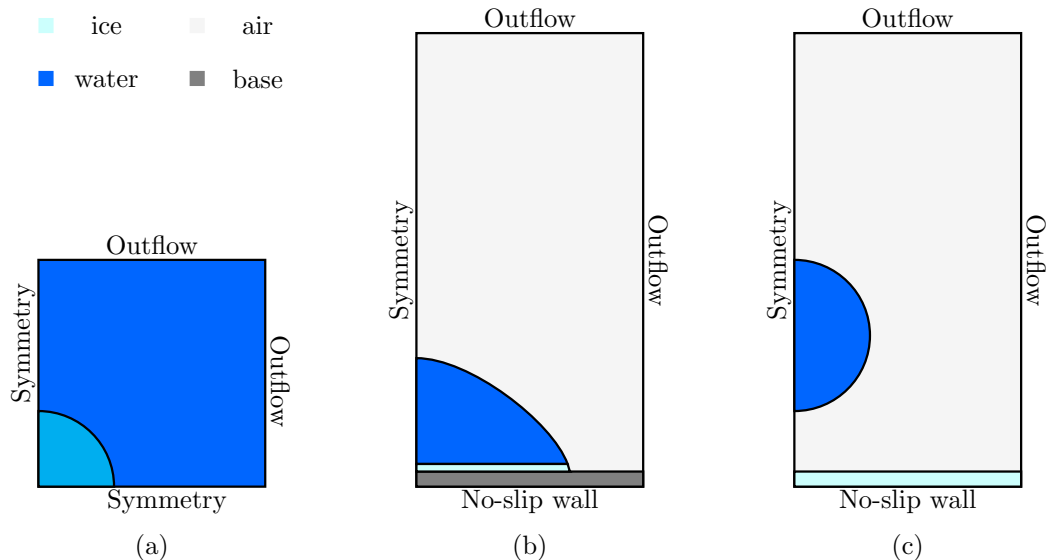 ice
air
water
base
Outflow
Symmetry
Outflow
Symmetry
(a)
Outflow
Symmetry
Outflow
No-slip wall
(b)
Outflow
Symmetry
Outflow
No-slip wall
(c)